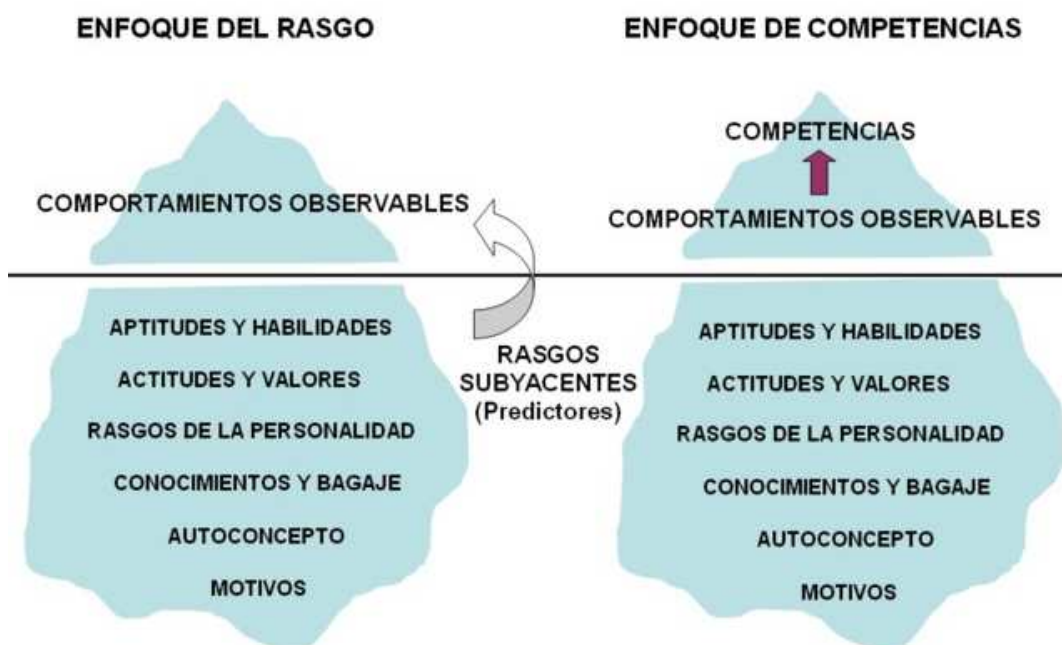 ENFOQUE DEL RASGO
COMPORTAMIENTOS OBSERVABLES
APTITUDES Y HABILIDADES
ACTITUDES Y VALORES
RASGOS DE LA PERSONALIDAD
CONOCIMIENTOS Y BAGAJE
AUTOCONCEPTO
MOTIVOS
RASGOS
SUBYACENTES
(Predictores)
ENFOQUE DE COMPETENCIAS
COMPETENCIAS
COMPORTAMIENTOS OBSERVABLES
APTITUDES Y HABILIDADES
ACTITUDES Y VALORES
RASGOS DE LA PERSONALIDAD
CONOCIMIENTOS Y BAGAJE
AUTOCONCEPTO
MOTIVOS